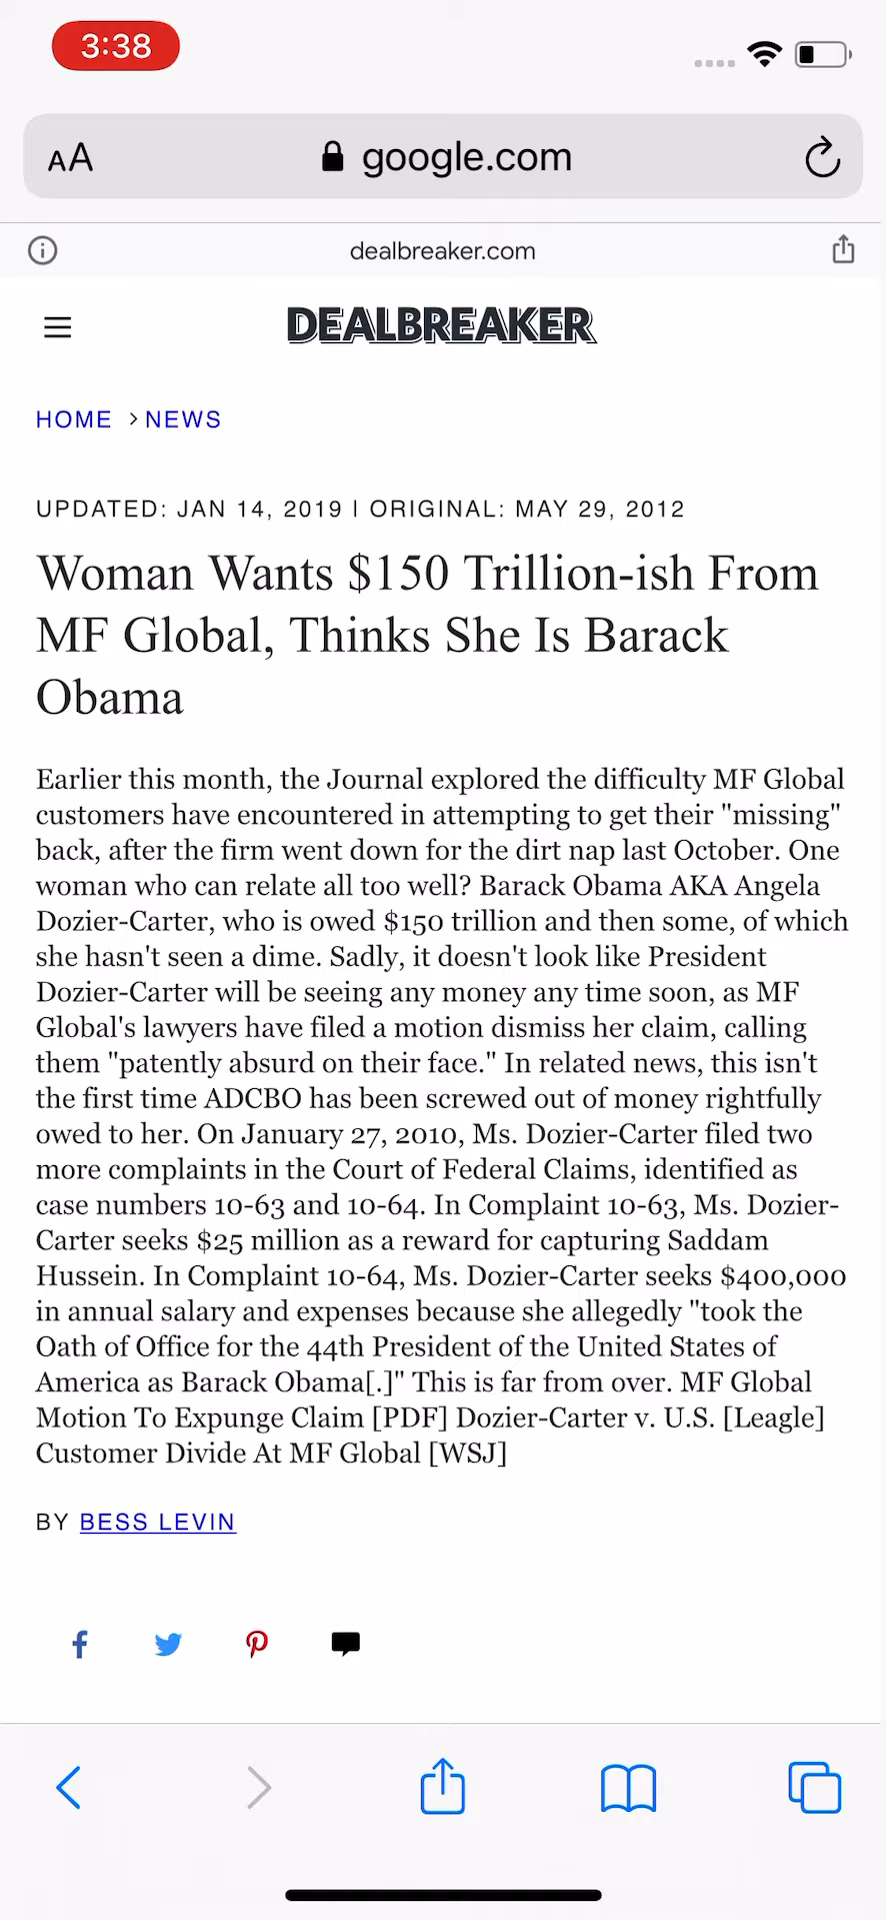 3:38
AA google.com
dealbreaker.com
DEALBREAKER
HOME > NEWS
UPDATED: JAN 14, 2019 | ORIGINAL: MAY 29, 2012
Woman Wants $150 Trillion-ish From
MF Global, Thinks She Is Barack
Obama
Earlier this month, the Journal explored the difficulty MF Global
customers have encountered in attempting to get their "missing"
back, after the firm went down for the dirt nap last October. One
woman who can relate all too well? Barack Obama AKA Angela
Dozier-Carter, who is owed $150 trillion and then some, of which
she hasn't seen a dime. Sadly, it doesn't look like President
Dozier-Carter will be seeing any money any time soon, as MF
Global's lawyers have filed a motion dismiss her claim, calling
them "patently absurd on their face." In related news, this isn't
the first time ADCBO has been screwed out of money rightfully
owed to her. On January 27, 2010, Ms. Dozier-Carter filed two
more complaints in the Court of Federal Claims, identified as
case numbers 10-63 and 10-64. In Complaint 10-63, Ms. Dozier-
Carter seeks $25 million as a reward for capturing Saddam
Hussein. In Complaint 10-64, Ms. Dozier-Carter seeks $400,000
in annual salary and expenses because she allegedly "took the
Oath of Office for the 44th President of the United States of
America as Barack Obama[.]" This is far from over. MF Global
Motion To Expunge Claim [PDF] Dozier-Carter v. U.S. [Leagle]
Customer Divide At MF Global [WSJ]
BY BESS LEVIN